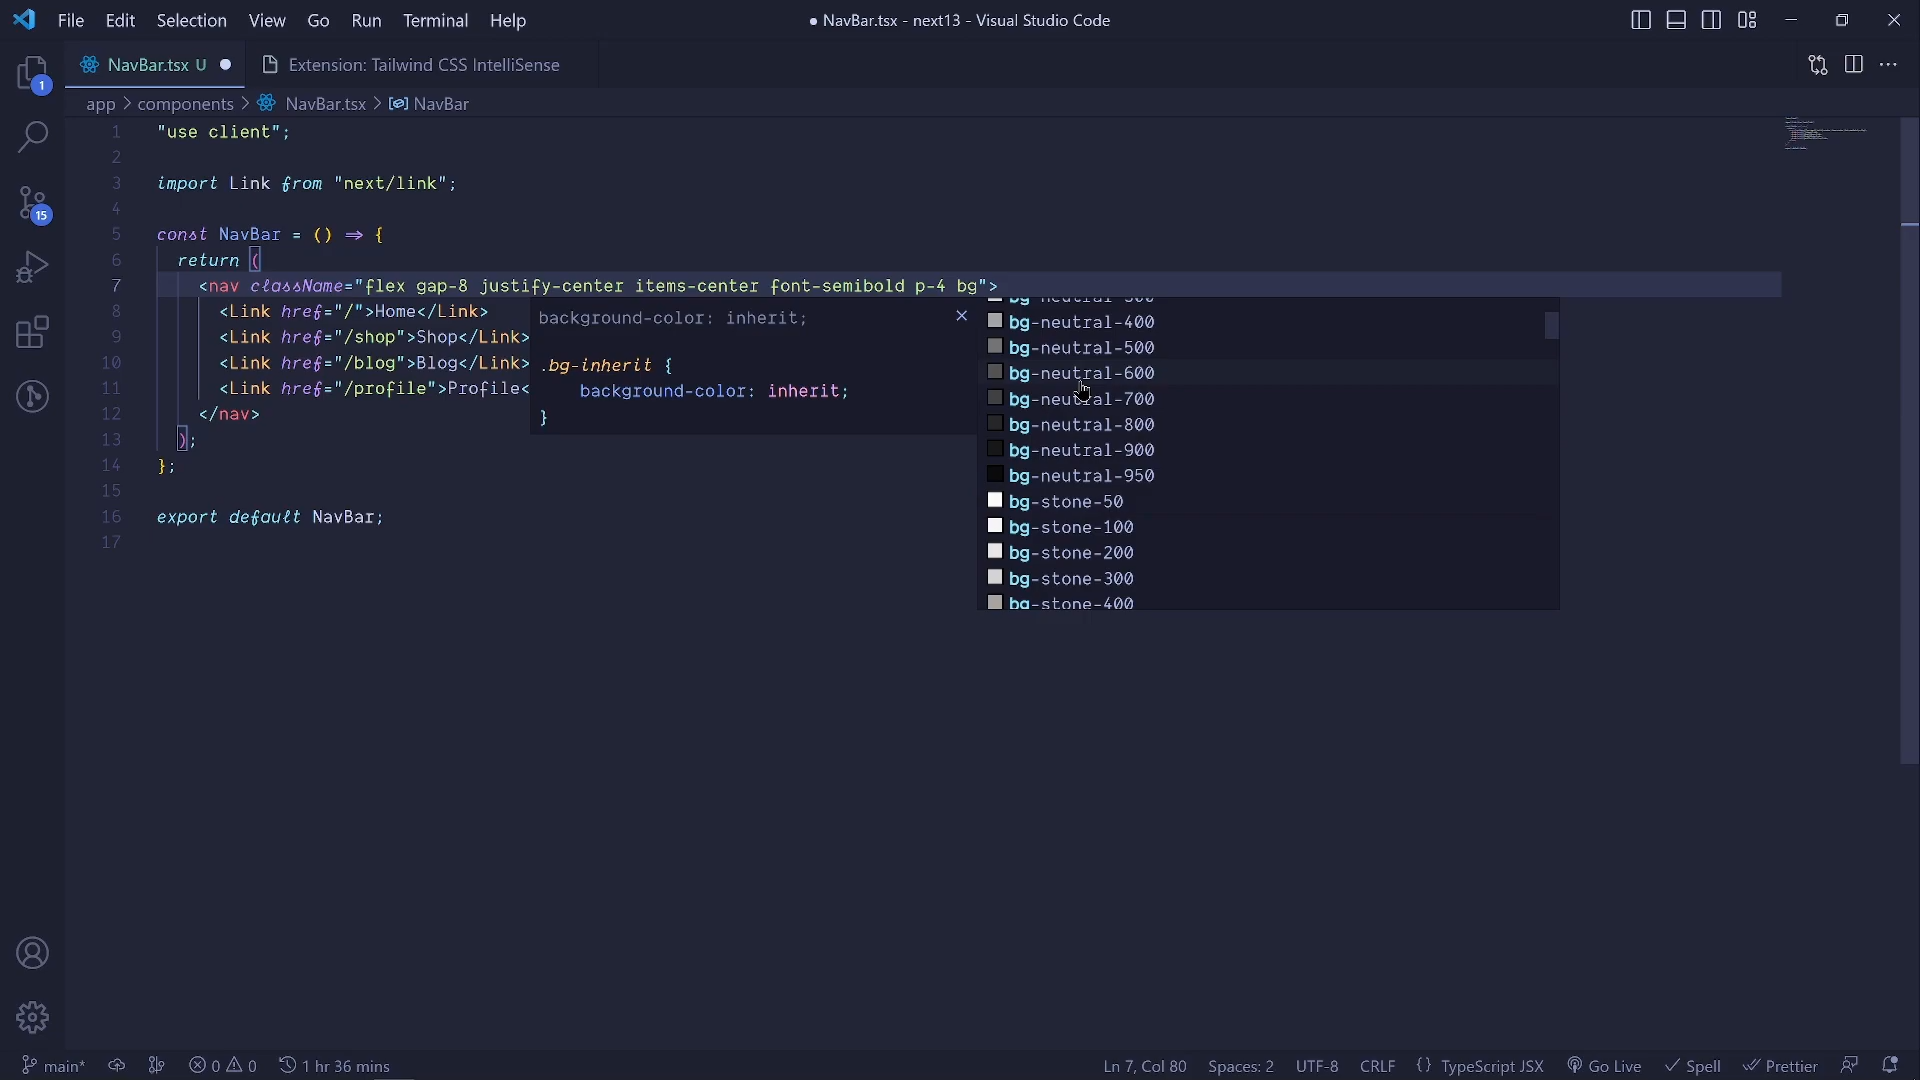 File Edit Selection View Go Run Terminal Help
● NavBar.tsx - next13 - Visual Studio Code
1
NavBar.tsx U ●
Extension: Tailwind CSS IntelliSense
app > components > NavBar.tsx > NavBar
15
1 "use client";
2
3 import Link from "next/link";
4
5 const NavBar = () => {
6 return (
7 <nav className="flex gap-8 justify-center items-center font-semibold p-4 bg">
8 <Link href="/">Home</Link>
9 <Link href="/shop">Shop</Link>
10 <Link href="/blog">Blog</Link>
11 <Link href="/profile">Profile<
12 </nav>
13 );
14 };
15
16 export default NavBar;
17
background-color: inherit;
.bg-inherit {
background-color: inherit;
}
bg-neutral-300
bg-neutral-400
bg-neutral-500
bg-neutral-600
bg-neutral-700
bg-neutral-800
bg-neutral-900
bg-neutral-950
bg-stone-50
bg-stone-100
bg-stone-200
bg-stone-300
bg-stone-400
main* 0 0 1 hr 36 mins
Ln 7, Col 80 Spaces: 2 UTF-8 CRLF {} TypeScript JSX Go Live Spell Prettier